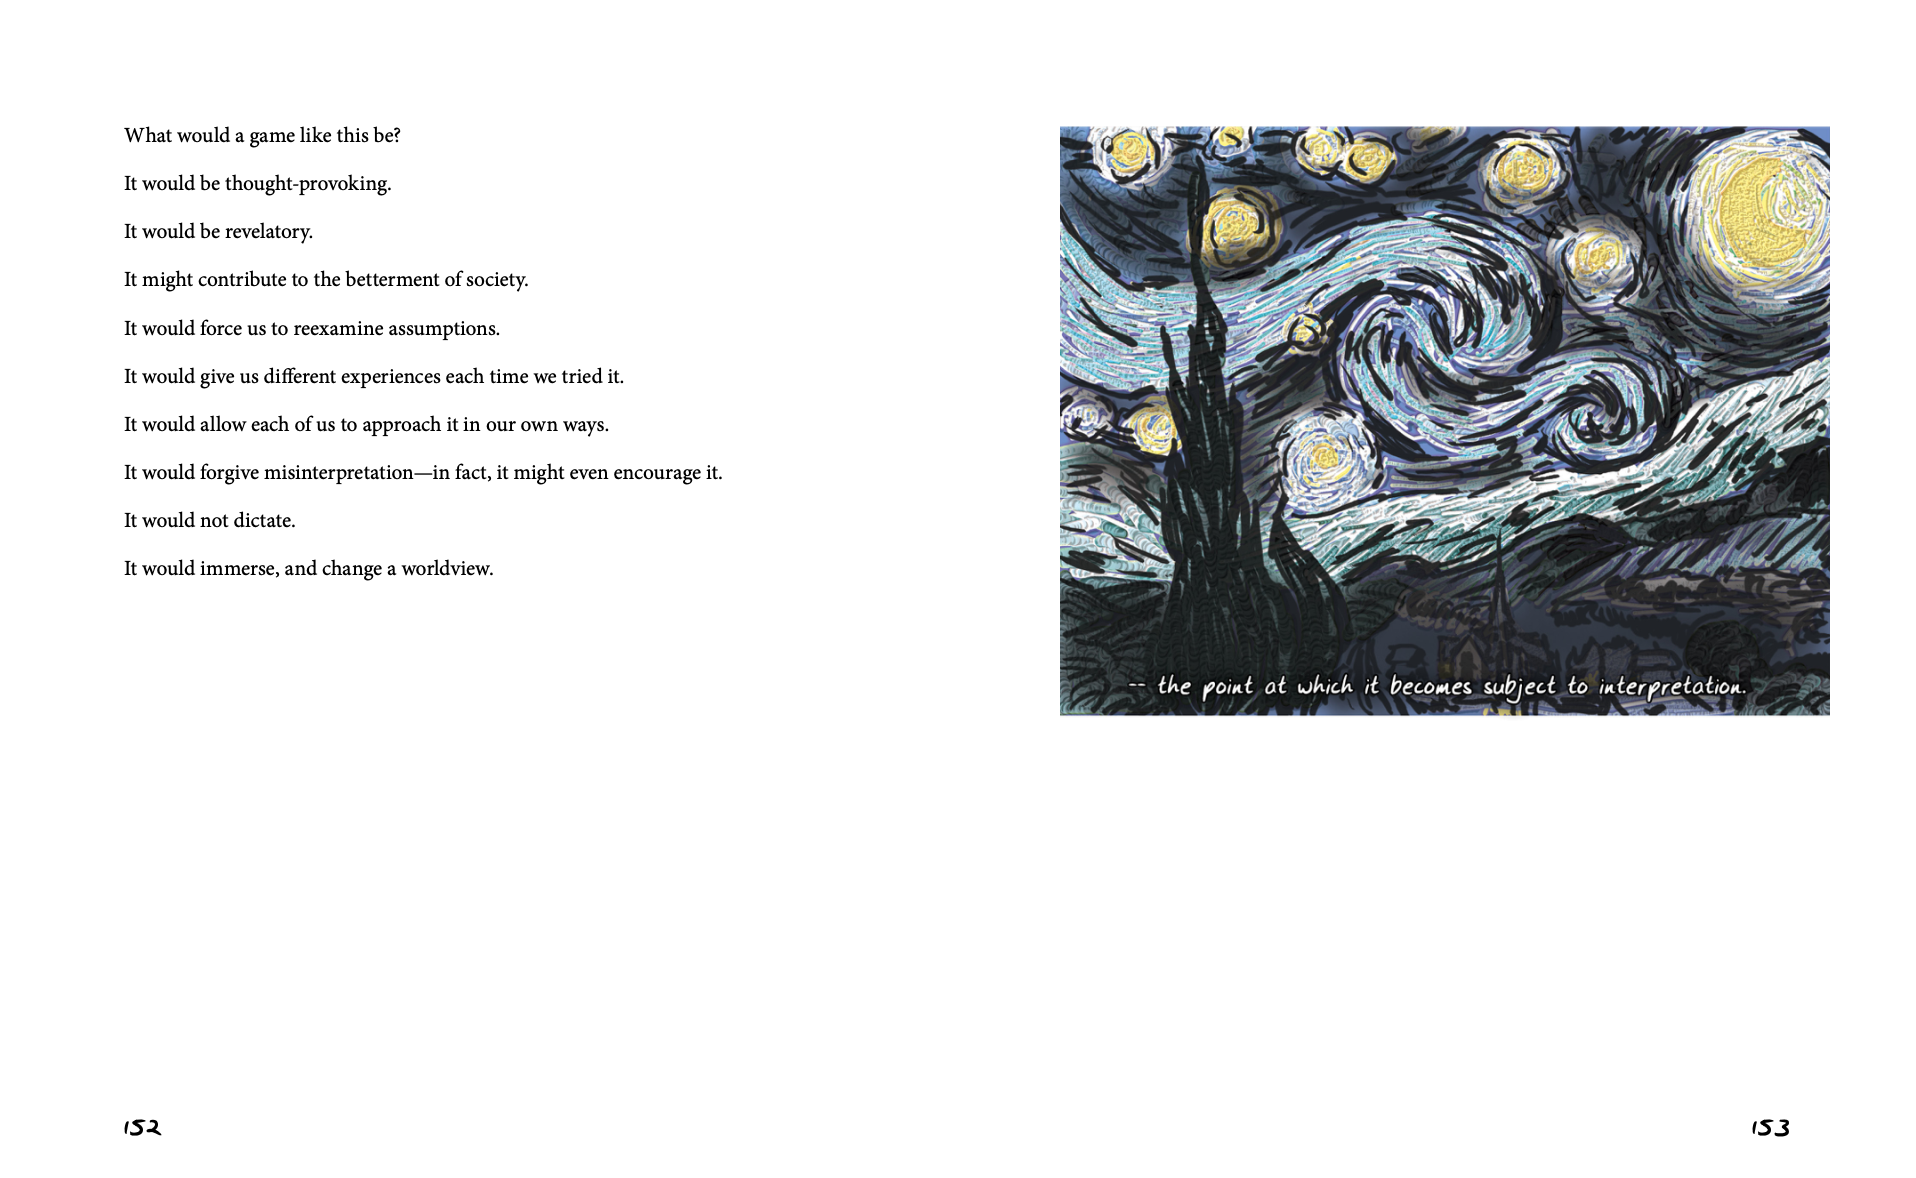 What would a game like this be?
It would be thought-provoking.
It would be revelatory.
It might contribute to the betterment of society.
It would force us to reexamine assumptions.
It would give us different experiences each time we tried it.
It would allow each of us to approach it in our own ways.
It would forgive misinterpretation—in fact, it might even encourage it.
It would not dictate.
It would immerse, and change a worldview.
-- the point at which it becomes subject to interpretation.
152
153